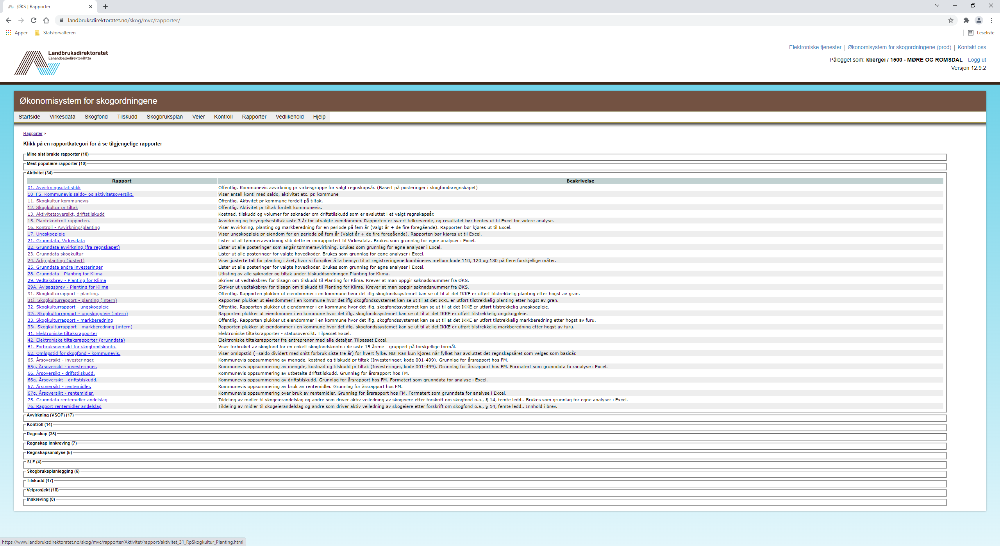 ØKS | Rapporter
landbruksdirektoratet.no/skog/mvc/rapporter/
Apper Statsforvalteren Leseliste
Landbruksdirektoratet
Eanandoallodirektoráhtta
Elektroniske tjenester | Økonomisystem for skogordningene (prod) | Kontakt oss
Pålogget som: kbergei / 1500 - MØRE OG ROMSDAL | Logg ut
Versjon 12.9.2
Økonomisystem for skogordningene
Startside Virkesdata Skogfond Tilskudd Skogbruksplan Veier Kontroll Rapporter Vedlikehold Hjelp
Rapporter >
Klikk på en rapportkategori for å se tilgjengelige rapporter
Mine sist brukte rapporter (10)
Mest populære rapporter (10)
Aktivitet (34)
Rapport Beskrivelse
01. Avvirkningsstatistikk Offentlig. Kommunevis avvirkning pr virkesgruppe for valgt regnskapsår. (Basert på posteringer i skogfondsregnskapet)
10_FS. Kommunevis saldo- og aktivitetsoversikt. Viser antall konti med saldo, aktivitet etc. pr. kommune
11. Skogkultur kommunevis Offentlig. Aktivitet pr kommune fordelt på tiltak.
12. Skogkultur pr tiltak Offentlig. Aktivitet pr tiltak fordelt kommunevis.
13. Aktivitetsoversikt, driftstilskudd Kostnad, tilskudd og volumer for søknader om driftstilskudd som er avsluttet i et valgt regnskapsår.
15. Plantekontroll-rapporten. Avvirkning og foryngelsestiltak siste 3 år for utvalgte eiendommer. Rapporten er svært tidkrevende, og resultatet bør hentes ut til Excel for videre analyse.
16. Kontroll - Avvirkning/planting Viser avvirkning, planting og markberedning for en periode på fem år (Valgt år + de fire foregående). Rapporten bør kjøres ut til Excel.
17. Ungskogpleie Viser ungskogpleie pr eiendom for en periode på fem år (Valgt år + de fire foregående). Rapporten bør kjøres ut til Excel.
21. Grunndata, Virkesdata Lister ut all tømmeravvirkning slik dette er innrapportert til Virkesdata. Brukes som grunnlag for egne analyser i Excel.
22. Grunndata avvirkning (fra regnskapet) Lister ut alle posteringer som angår tømmeravvirkning. Brukes som grunnlag for egne analyser i Excel.
23. Grunndata skogkultur Lister ut alle posteringer for valgte hovedkoder. Brukes som grunnlag for egne analyser i Excel.
24. Årlig planting (justert) Viser justerte tall for planting i året, hvor vi forsøker å ta hensyn til at registreringene kombineres mellom kode 110, 120 og 130 på flere forskjellige måter.
25. Grunndata andre investeringer Lister ut alle posteringer for valgte hovedkoder. Brukes som grunnlag for egne analyser i Excel.
28. Grunndata - Planting for Klima Utlisting av alle søknader og tiltak under tilskuddsordningen Planting for Klima.
29. Vedtaksbrev - Planting for Klima Skriver ut vedtaksbrev for tilsagn om tilskudd til Planting for Klima. Krever at man oppgir søknadsnummer fra ØKS.
29A. Avlsagsbrev - Planting for Klima Skriver ut vedtaksbrev for tilsagn om tilskudd til Planting for Klima. Krever at man oppgir søknadsnummer fra ØKS.
31. Skogkulturrapport - planting. Offentlig. Rapporten plukker ut eiendommer i en kommune hvor det iflg skogfondssystemet kan se ut til at det IKKE er utført tilstrekkelig planting etter hogst av gran.
31i. Skogkulturrapport - planting (intern) Rapporten plukker ut eiendommer i en kommune hvor det iflg skogfondssystemet kan se ut til at det IKKE er utført tilstrekkelig planting etter hogst av gran.
32. Skogkulturrapport - ungskogpleie Offentlig. Rapporten plukker ut eiendommer i en kommune hvor det iflg. skogfondssystemet kan se ut til at det IKKE er utført tilstrekkelig ungskogpleie.
32i. Skogkulturrapport - ungskogpleie (intern) Rapporten plukker ut eiendommer i en kommune hvor det iflg. skogfondssystemet kan se ut til at det IKKE er utført tilstrekkelig ungskogpleie.
33. Skogkulturrapport - markberedning Offentlig. Rapporten plukker ut eiendommer i en kommune hvor det iflg. skogfondssystemet kan se ut til at det IKKE er utført tilstrekkelig markberedning etter hogst av furu.
33i. Skogkulturrapport - markberedning (intern) Rapporten plukker ut eiendommer i en kommune hvor det iflg. skogfondssystemet kan se ut til at det IKKE er utført tilstrekkelig markberedning etter hogst av furu.
41. Elektroniske tiltaksrapporter Elektroniske tiltaksrapporter - statusoversikt. Tilpasset Excel.
42. Elektroniske tiltaksrapporter (grunndata) Elektroniske tiltaksrapporter fra entreprenør med alle detaljer. Tilpasset Excel.
61. Forbruksoversikt for skogfondskonto. Viser forbruket av skogfond for en enkelt skogfondskonto i de siste 15 årene - gruppert på forskjellige formål.
62. Omløpstid for skogfond - kommunevis. Viser omløpstid (=saldo dividert med snitt forbruk siste tre år) for hvert fylke. NB! Kan kun kjøres når fylket har avsluttet det regnskapsåret som velges som basisår.
65. Årsoversikt - investeringer. Kommunevis oppsummering av mengde, kostnad og tilskudd pr tiltak (Investeringer, kode 001-499). Grunnlag for årsrapport hos FM.
65g. Årsoversikt - investeringer. Kommunevis oppsummering av mengde, kostnad og tilskudd pr tiltak (Investeringer, kode 001-499). Grunnlag for årsrapport hos FM. Formatert som grunndata fo ranalyse i Excel.
66. Årsoversikt - driftstilskudd. Kommunevis oppsummering av utbetalte driftstilskudd. Grunnlag for årsrapport hos FM.
66g. Årsoversikt - driftstilskudd. Kommunevis oppsummering av driftstilskudd. Grunnlag for årsrapport hos FM. Formatert som grunndata for analyse i Excel.
67. Årsoversikt - rentemidler. Kommunevis oppsummering av bruk av rentemidler. Grunnlag for årsrapport hos FM.
67g. Årsoversikt - rentemidler. Kommunevis oppsummering over bruk av rentemidler. Grunnlag for årsrapport hos FM. Formatert som grunndata for analyse i Excel.
75. Grunndata rentemidler andelslag Tildeling av midler til skogeierandelslag og andre som driver aktiv veiledning av skogeiere etter forskrift om skogfond o.a., § 14, femte ledd.. Brukes som grunnlag for egne analyser i Excel.
76. Rapport rentemidler andelslag Tildeling av midler til skogeierandelslag og andre som driver aktiv veiledning av skogeiere etter forskrift om skogfond o.a., § 14, femte ledd.. Innhold i brev.
Avvirkning (VSOP) (17)
Kontroll (14)
Regnskap (35)
Regnskap innkreving (7)
Regnskapsanalyse (5)
SLF (4)
Skogbruksplanlegging (6)
Tilskudd (17)
Veiprosjekt (18)
Innkreving (0)
https://www.landbruksdirektoratet.no/skog/mvc/rapporter/Aktivitet/rapport/aktivitet_31_RpSkogkultur_Planting.html